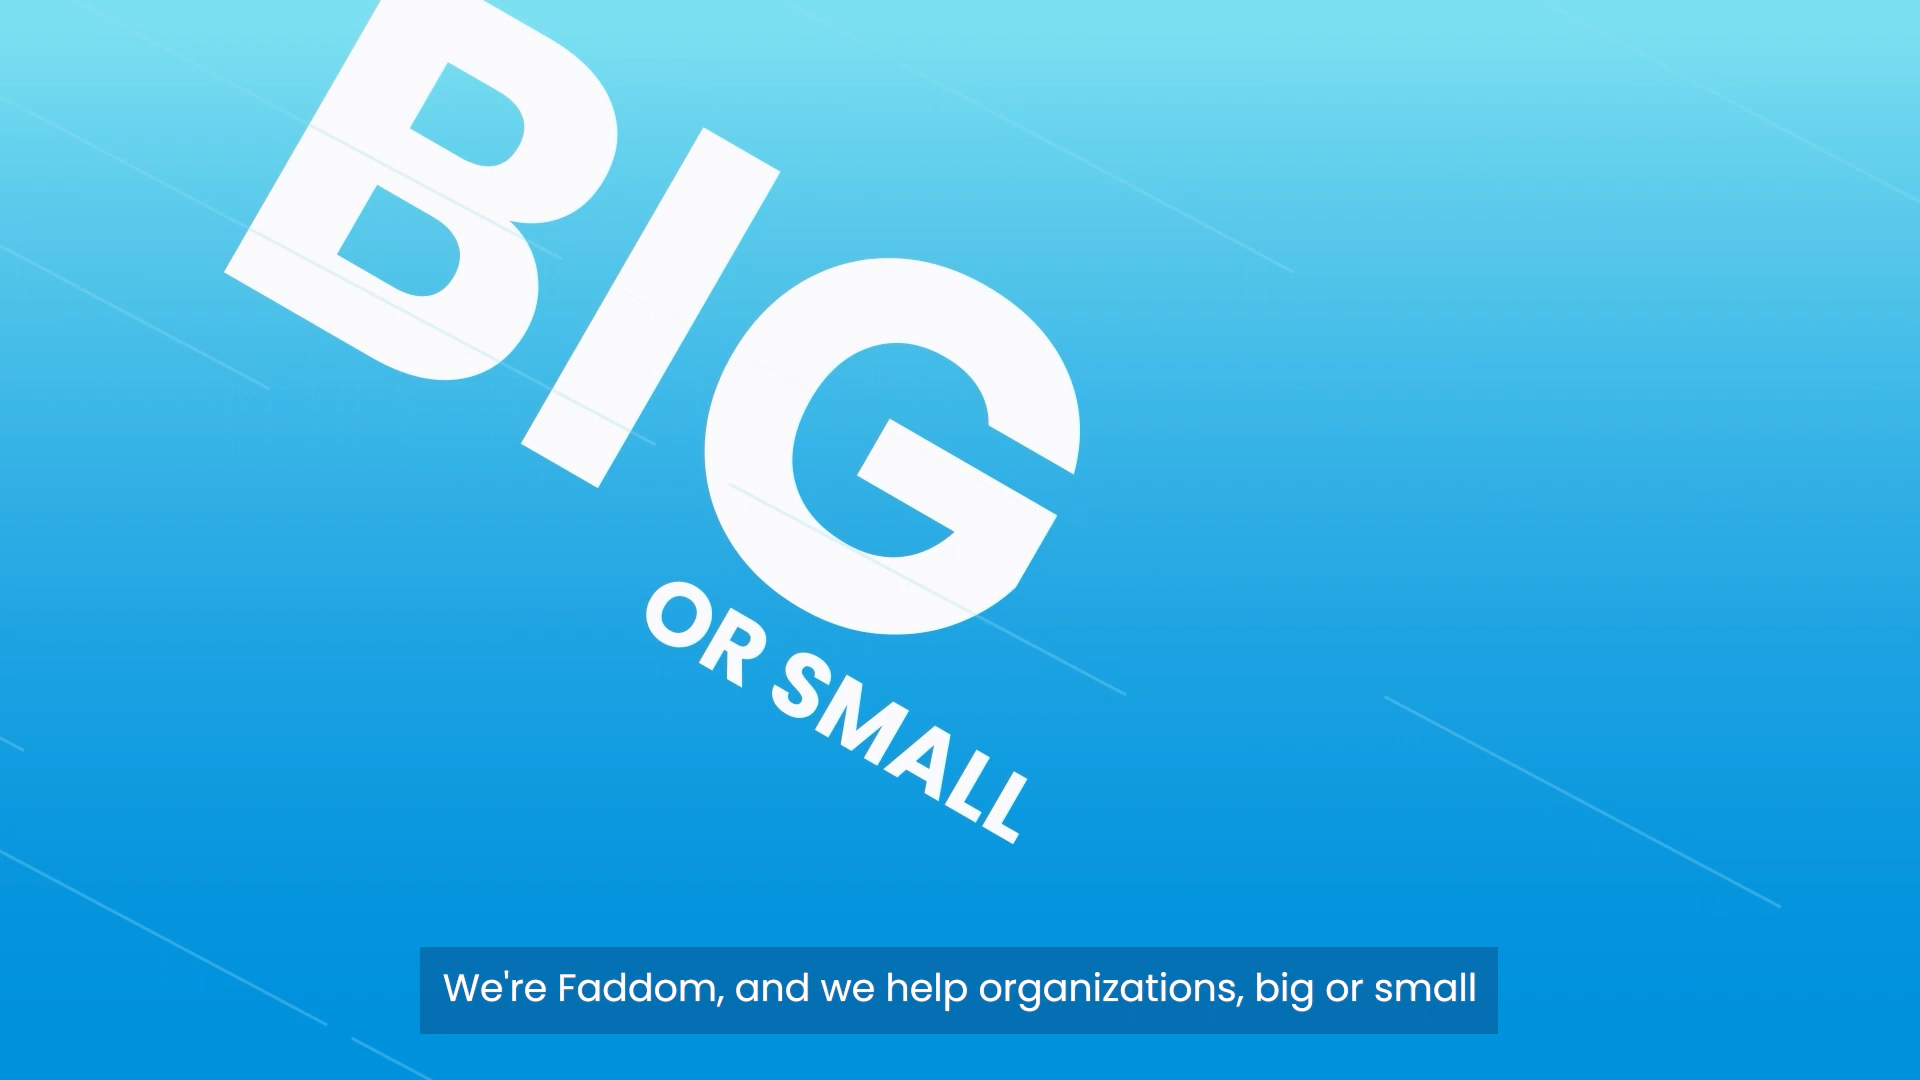 BIG
OR SMALL
We're Faddom, and we help organizations, big or small